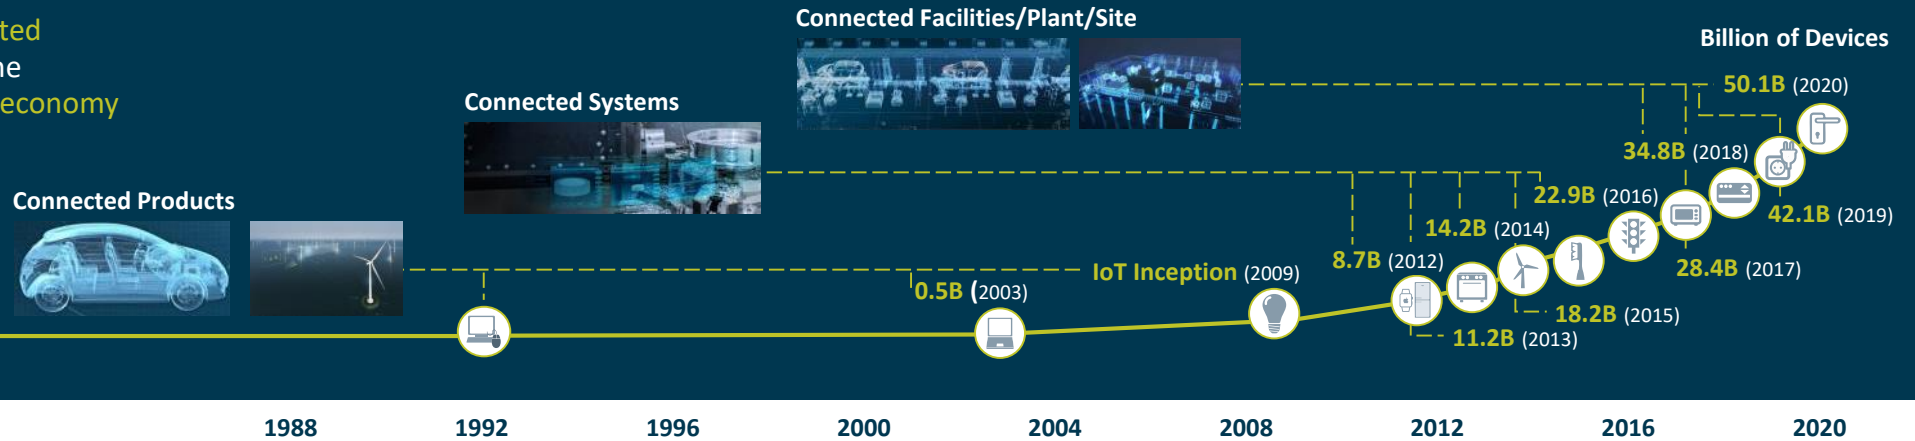 ted
ne
economy
Connected Products
Connected Systems
Connected Facilities/Plant/Site
Billion of Devices
0.5B (2003)
IoT Inception (2009)
8.7B (2012)
11.2B (2013)
14.2B (2014)
18.2B (2015)
22.9B (2016)
28.4B (2017)
34.8B (2018)
42.1B (2019)
50.1B (2020)
1988
1992
1996
2000
2004
2008
2012
2016
2020